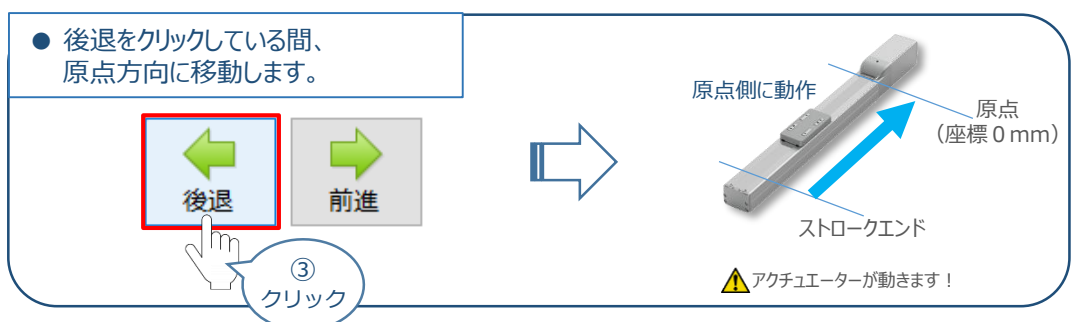 ● 後退をクリックしている間、
原点方向に移動します。
後退
前進
③
クリック
原点側に動作
原点
（座標０mm）
ストロークエンド
アクチュエーターが動きます！